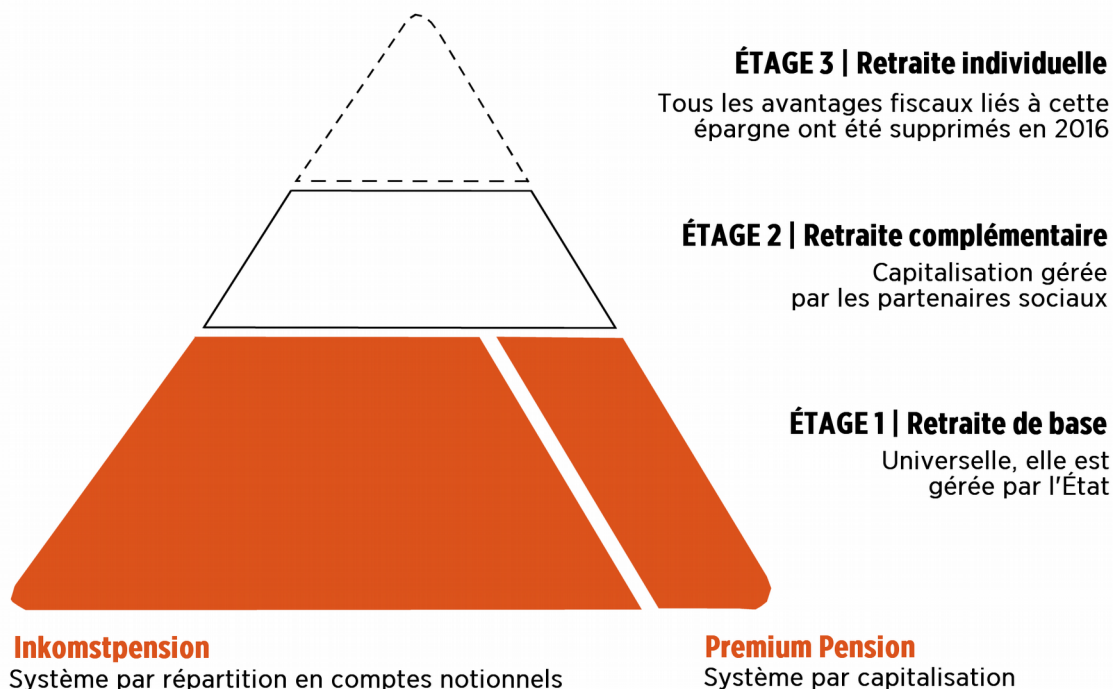 ÉTAGE 3 | Retraite individuelle
Tous les avantages fiscaux liés à cette
épargne ont été supprimés en 2016
ÉTAGE 2 | Retraite complémentaire
Capitalisation gérée
par les partenaires sociaux
ÉTAGE 1 | Retraite de base
Universelle, elle est
gérée par l'État
Inkomstpension
Système par répartition en comptes notionnels
Premium Pension
Système par capitalisation